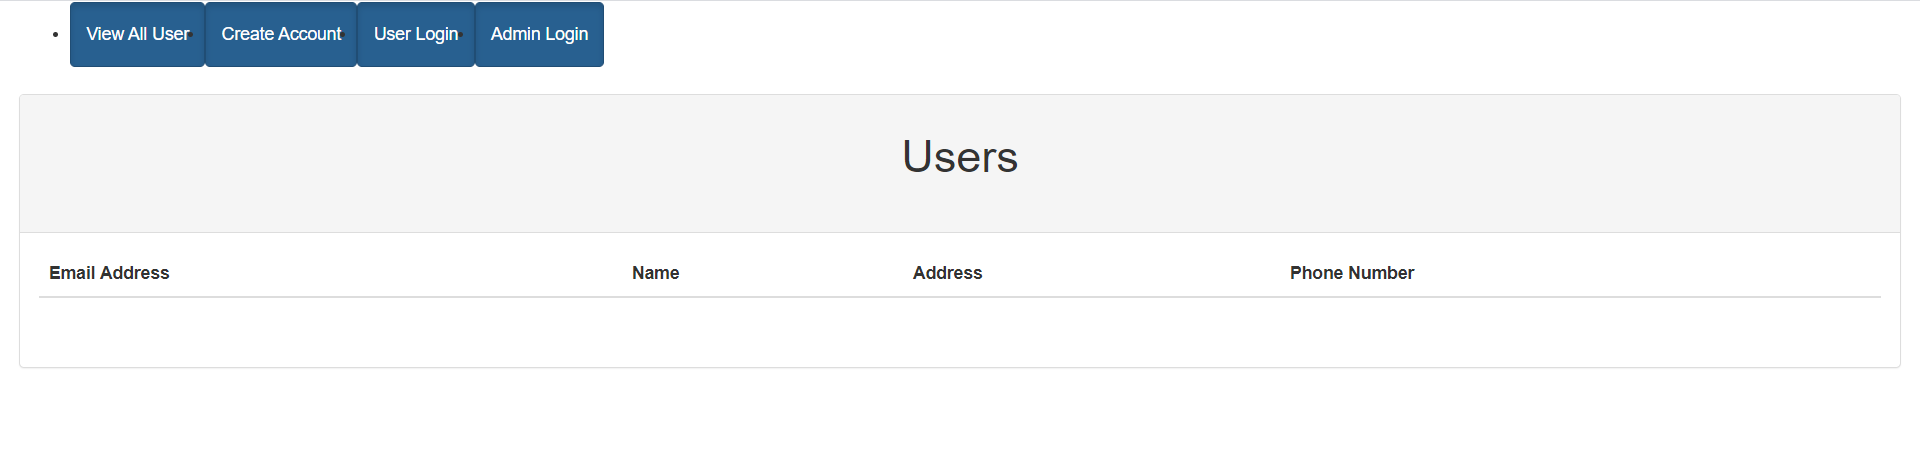 View All User Create Account User Login Admin Login
Users
Email Address Name Address Phone Number